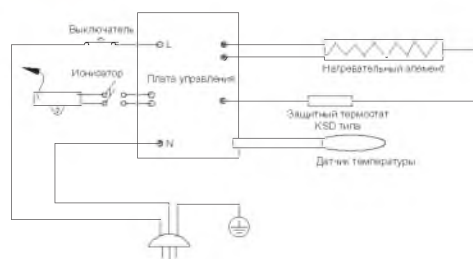 Выключатель
L
Ионизатор
Плата управления
Нагревательный элемент
Защитный термостат
KSD типа
N
Датчик температуры